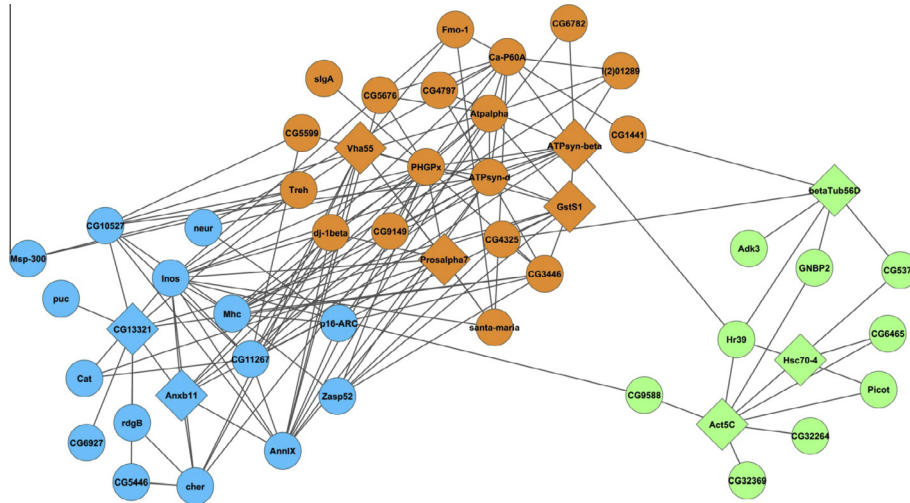 Fmo-1
CG6782
Ca-P60A
slgA
l(2)01289
CG5676
CG4797
Atpalpha
CG5599
Vha55
ATPsyn-beta
CG1441
PHGPx
ATPsyn-d
Treh
betaTub56D
GstS1
CG10527
neur
dj-1beta
CG9149
CG4325
Adk3
Msp-300
Prosalpha7
GNBP2
CG537
Inos
CG3446
puc
Mhc
p16-ARC
santa-maria
CG13321
Hr39
CG6465
CG11267
Hsc70-4
Cat
Anxb11
Zasp52
Picot
CG9588
rdgB
Act5C
CG6927
AnnIX
CG32264
CG5446
cher
CG32369